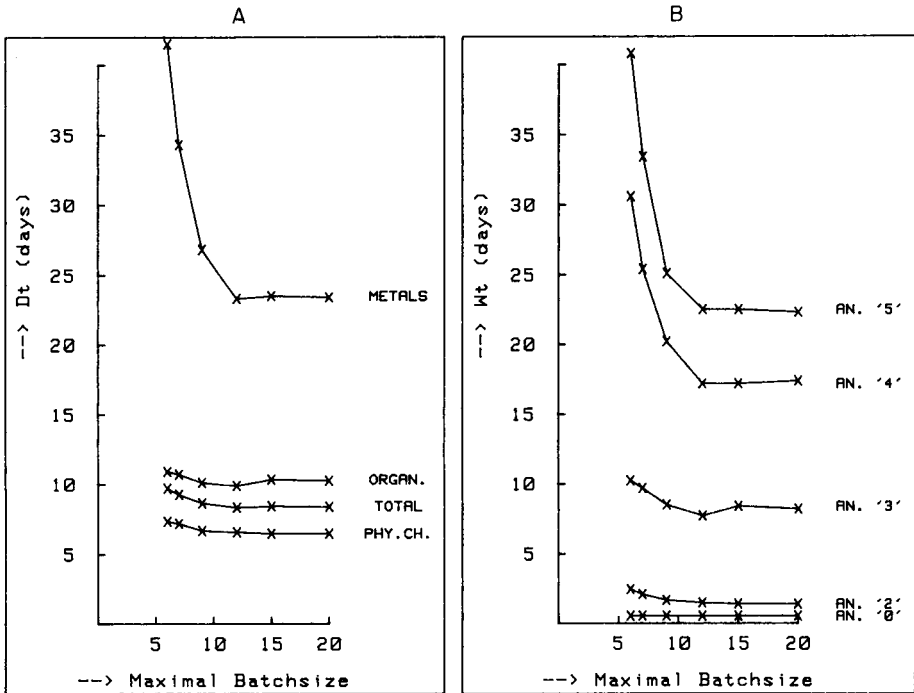 A
--> Dt (days)
35
30
25
20
15
10
5
METALS
ORGAN.
TOTAL
PHY.CH.
5 10 15 20
--> Maximal Batchsize
B
--> Wt (days)
35
30
25
20
15
10
5
AN. '5'
AN. '4'
AN. '3'
AN. '2'
AN. '0'
5 10 15 20
--> Maximal Batchsize